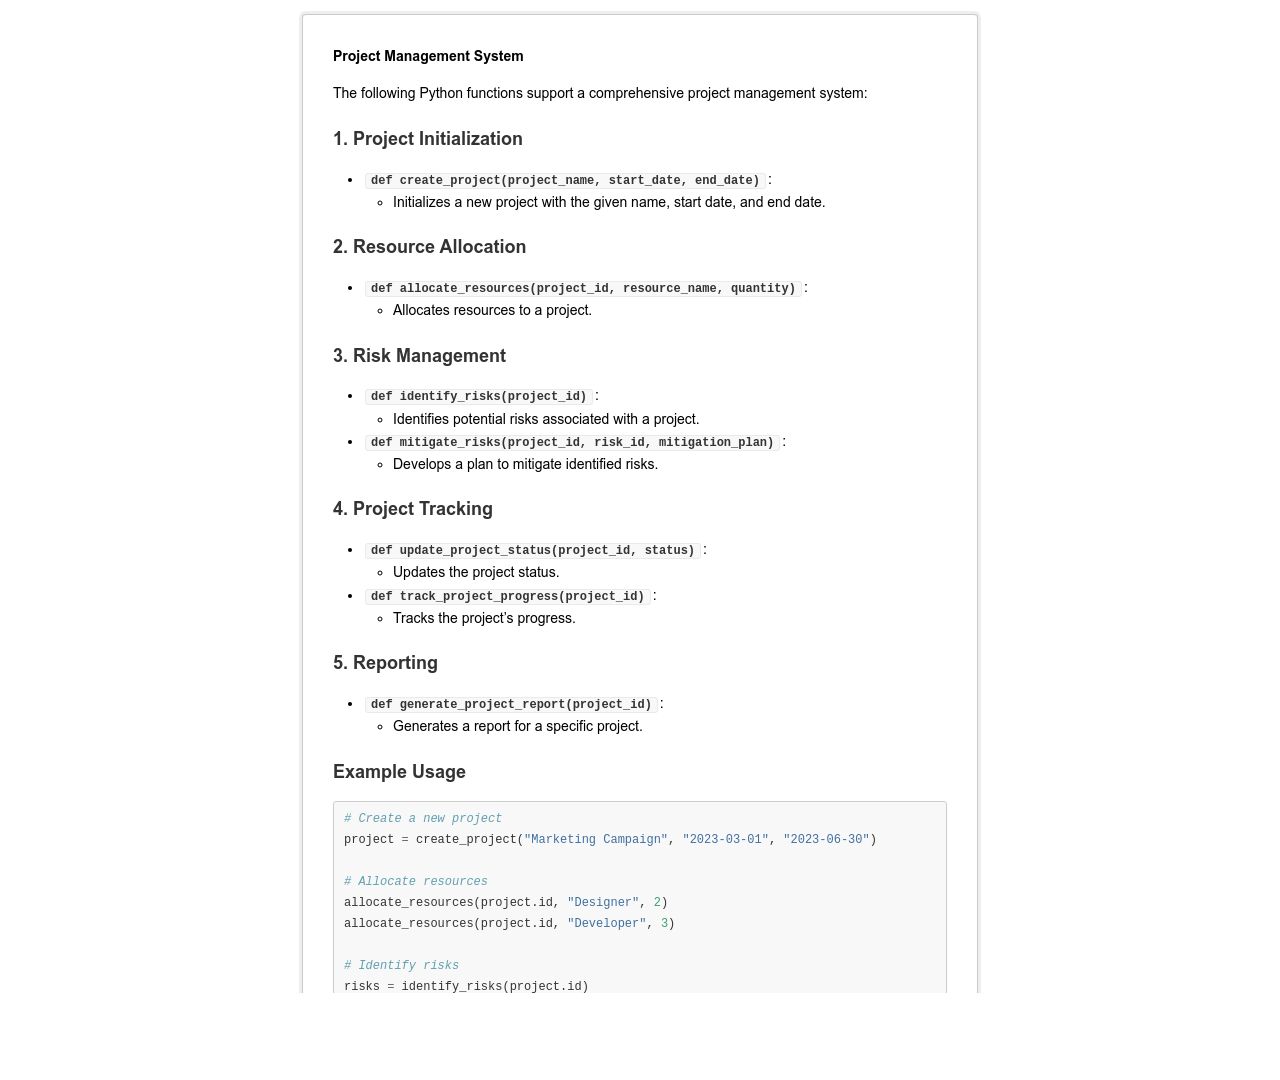 Project Management System
The following Python functions support a comprehensive project management system:
1. Project Initialization
• def create_project(project_name, start_date, end_date) :
◦ Initializes a new project with the given name, start date, and end date.
2. Resource Allocation
• def allocate_resources(project_id, resource_name, quantity) :
◦ Allocates resources to a project.
3. Risk Management
• def identify_risks(project_id) :
◦ Identifies potential risks associated with a project.
• def mitigate_risks(project_id, risk_id, mitigation_plan) :
◦ Develops a plan to mitigate identified risks.
4. Project Tracking
• def update_project_status(project_id, status) :
◦ Updates the project status.
• def track_project_progress(project_id) :
◦ Tracks the project’s progress.
5. Reporting
• def generate_project_report(project_id) :
◦ Generates a report for a specific project.
Example Usage
# Create a new project
project = create_project("Marketing Campaign", "2023-03-01", "2023-06-30")
# Allocate resources
allocate_resources(project.id, "Designer", 2)
allocate_resources(project.id, "Developer", 3)
# Identify risks
risks = identify_risks(project.id)